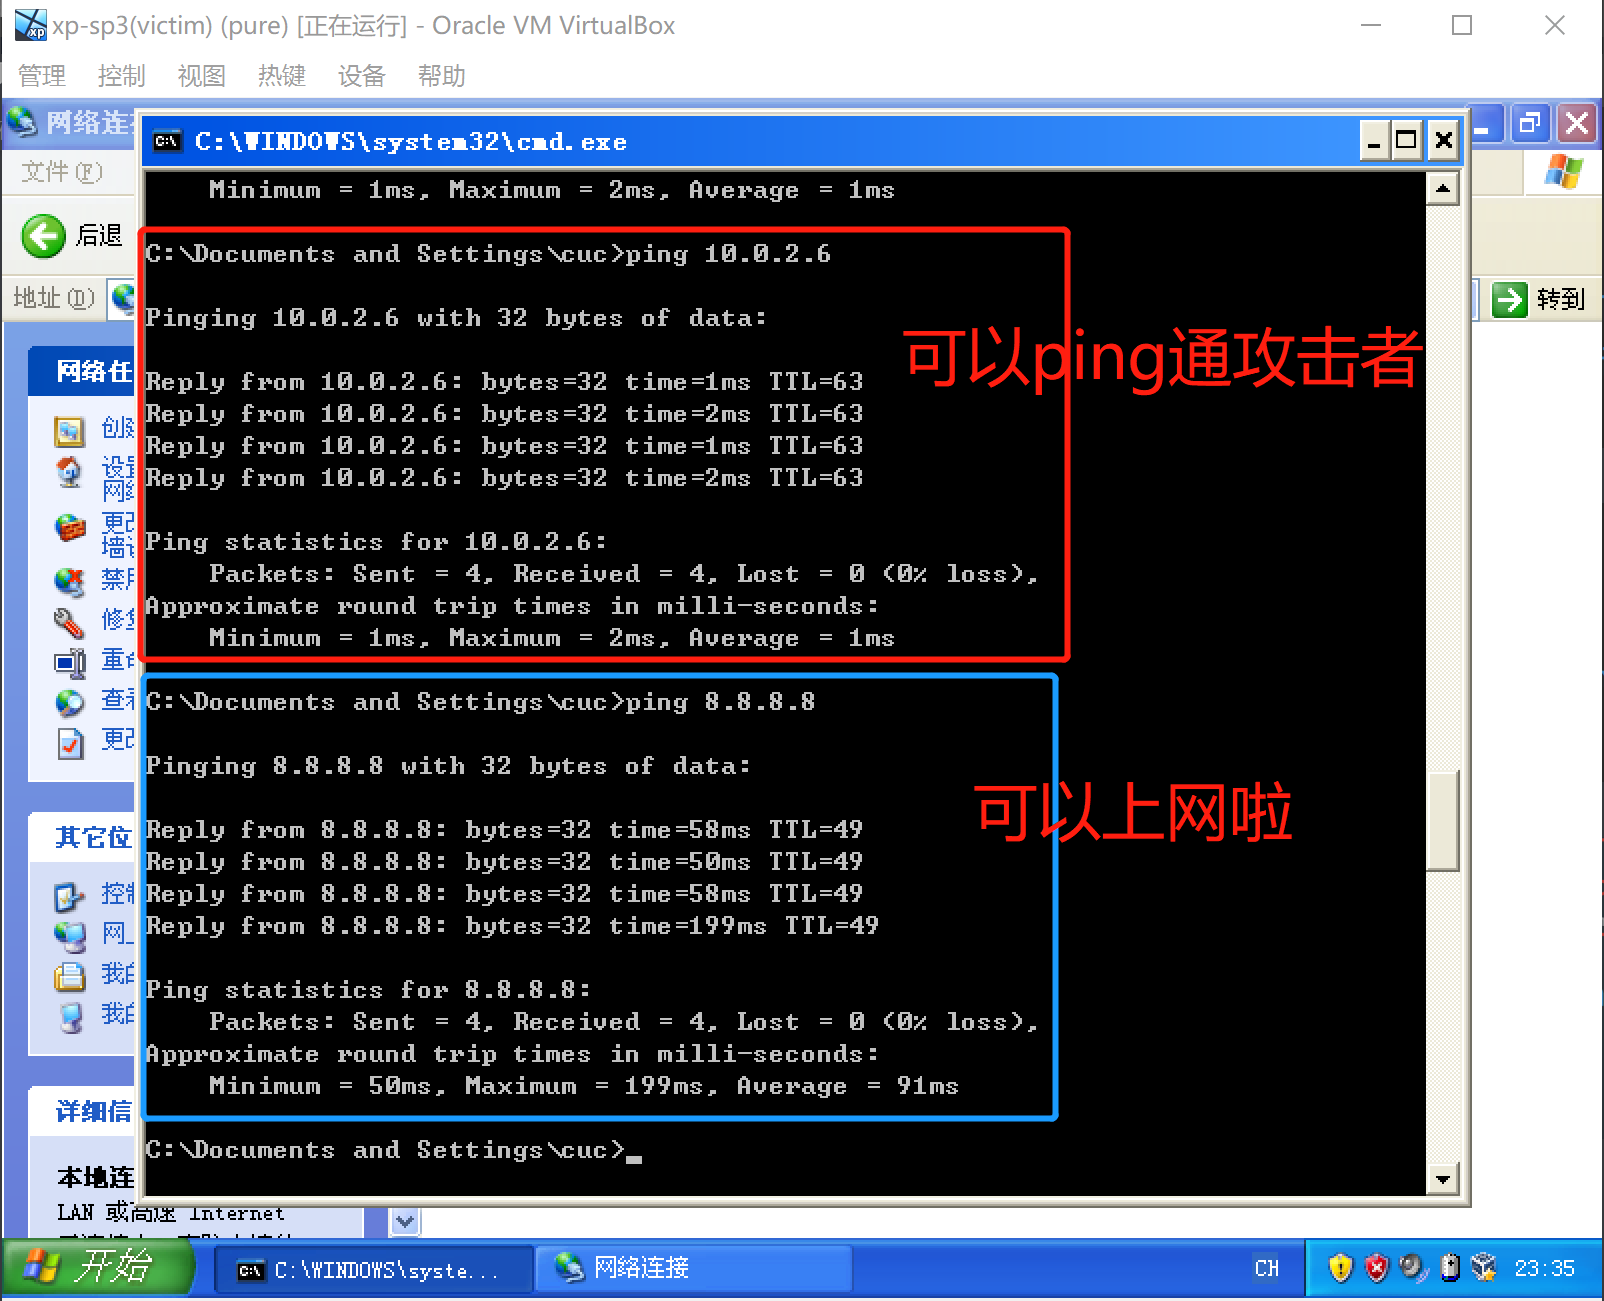 xp-sp3(victim) (pure) [正在运行] - Oracle VM VirtualBox
管理 控制 视图 热键 设备 帮助
网络连
C:\WINDOWS\system32\cmd.exe
文件(F)
后退
地址(D)
转到
Minimum = 1ms, Maximum = 2ms, Average = 1ms
C:\Documents and Settings\cuc>ping 10.0.2.6
Pinging 10.0.2.6 with 32 bytes of data:
可以ping通攻击者
Reply from 10.0.2.6: bytes=32 time=1ms TTL=63
Reply from 10.0.2.6: bytes=32 time=2ms TTL=63
Reply from 10.0.2.6: bytes=32 time=1ms TTL=63
Reply from 10.0.2.6: bytes=32 time=2ms TTL=63
Ping statistics for 10.0.2.6:
Packets: Sent = 4, Received = 4, Lost = 0 (0% loss),
Approximate round trip times in milli-seconds:
Minimum = 1ms, Maximum = 2ms, Average = 1ms
C:\Documents and Settings\cuc>ping 8.8.8.8
Pinging 8.8.8.8 with 32 bytes of data:
可以上网啦
Reply from 8.8.8.8: bytes=32 time=58ms TTL=49
Reply from 8.8.8.8: bytes=32 time=50ms TTL=49
Reply from 8.8.8.8: bytes=32 time=58ms TTL=49
Reply from 8.8.8.8: bytes=32 time=199ms TTL=49
Ping statistics for 8.8.8.8:
Packets: Sent = 4, Received = 4, Lost = 0 (0% loss),
Approximate round trip times in milli-seconds:
Minimum = 50ms, Maximum = 199ms, Average = 91ms
C:\Documents and Settings\cuc>_
网络任
创建
设置
网络
更改
墙设
禁用
修复
重命
查看
更改
其它位
控制
网上
我的
我的
详细信
本地连
LAN 或高速 Internet
开始
C:\WINDOWS\syste...
网络连接
CH
23:35